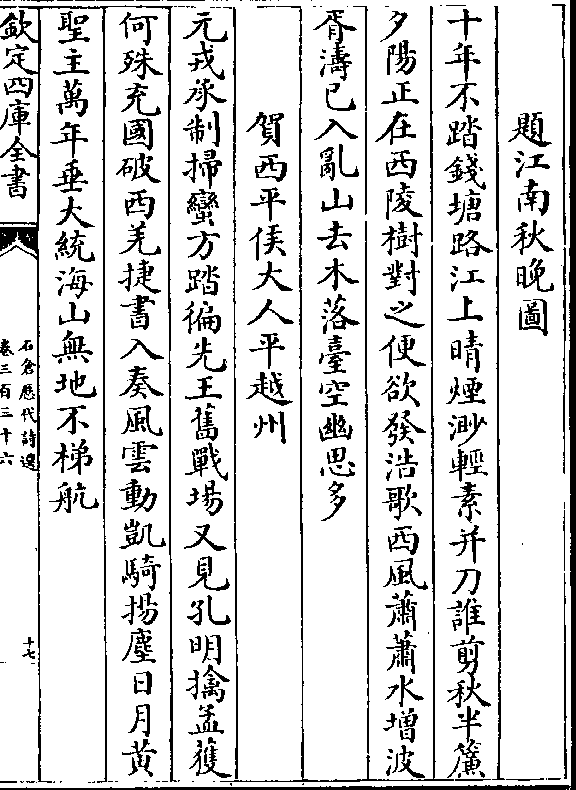 題江南秋晚圖
十年不踏錢塘路江上晴煙渺輕素并刀誰剪秋半簾
夕陽正在西陵樹對之便欲發浩歌西風蕭蕭水增波
胥濤已入亂山去木落臺空幽思多
賀西平侯大人平越州
元戎承制掃蠻方踏徧先王舊戰場又見孔明擒孟獲
何殊充國破西羌捷書入奏風雲動凱騎揚塵日月黄
聖主萬年垂大統海山無地不梯航
欽定四庫全書
石倉歷代詩選
卷三百三十六
十七